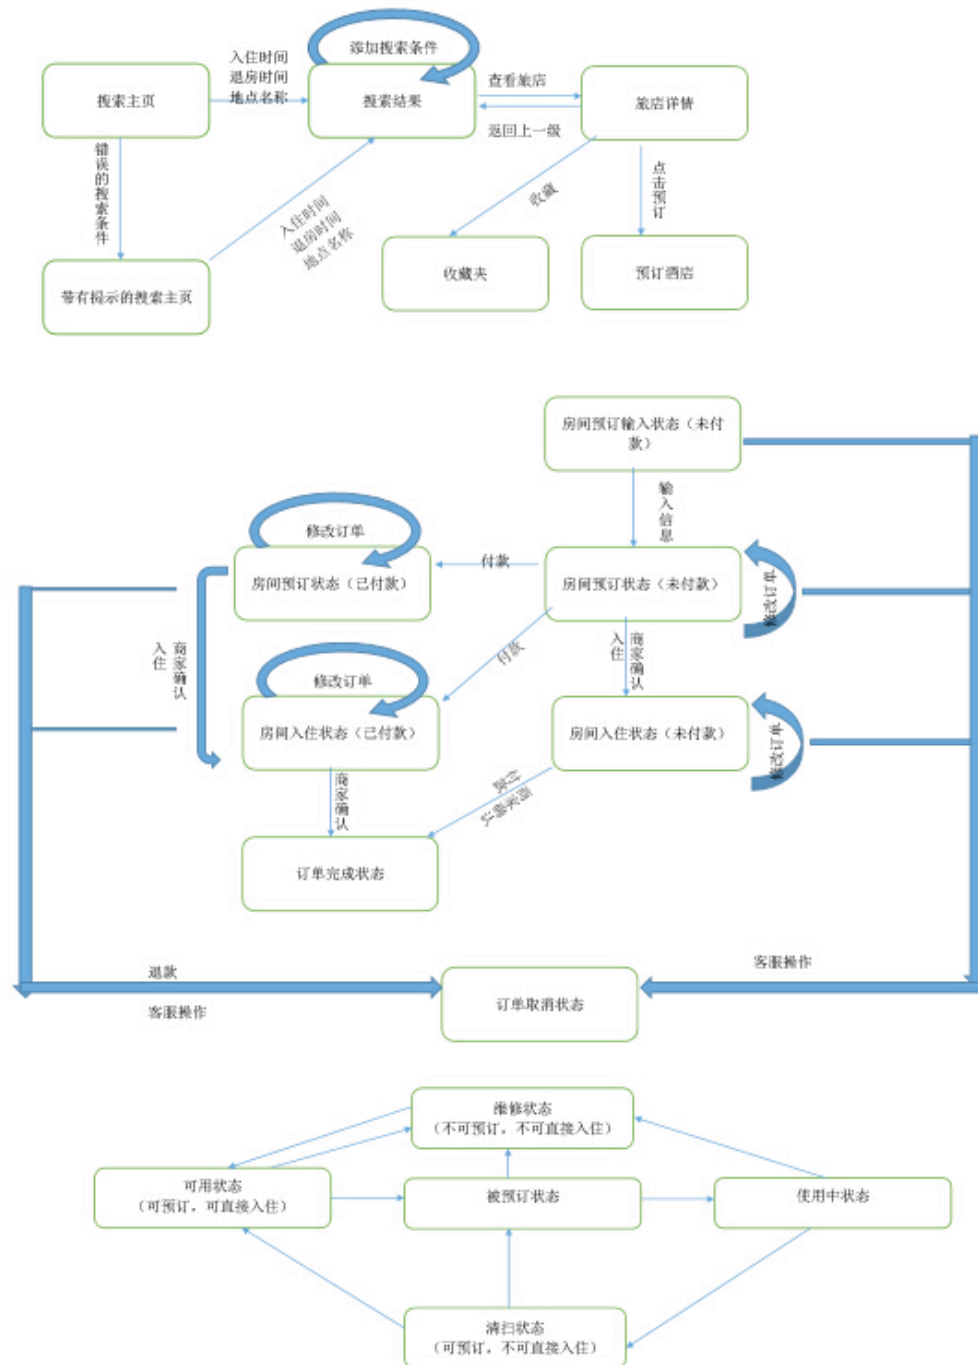 添加搜索条件
入住时间
退房时间
地点名称
搜索主页
搜索结果
查看旅店
返回上一级
旅店详情
错误的搜索条件
入住时间
退房时间
地点名称
收藏
点击预订
带有提示的搜索主页
收藏夹
预订酒店
房间预订输入状态（未付
款）
输入信息
修改订单
房间预订状态（已付款）
付款
房间预订状态（未付款）
修改订单
商家确认
入住
修改订单
付款
商家确认
入住
房间入住状态（已付款）
房间入住状态（未付款）
修改订单
商家确认
付款
商家确认
订单完成状态
退款
客服操作
订单取消状态
客服操作
维修状态
（不可预订，不可直接入住）
可用状态
（可预订，可直接入住）
被预订状态
使用中状态
清扫状态
（可预订，不可直接入住）